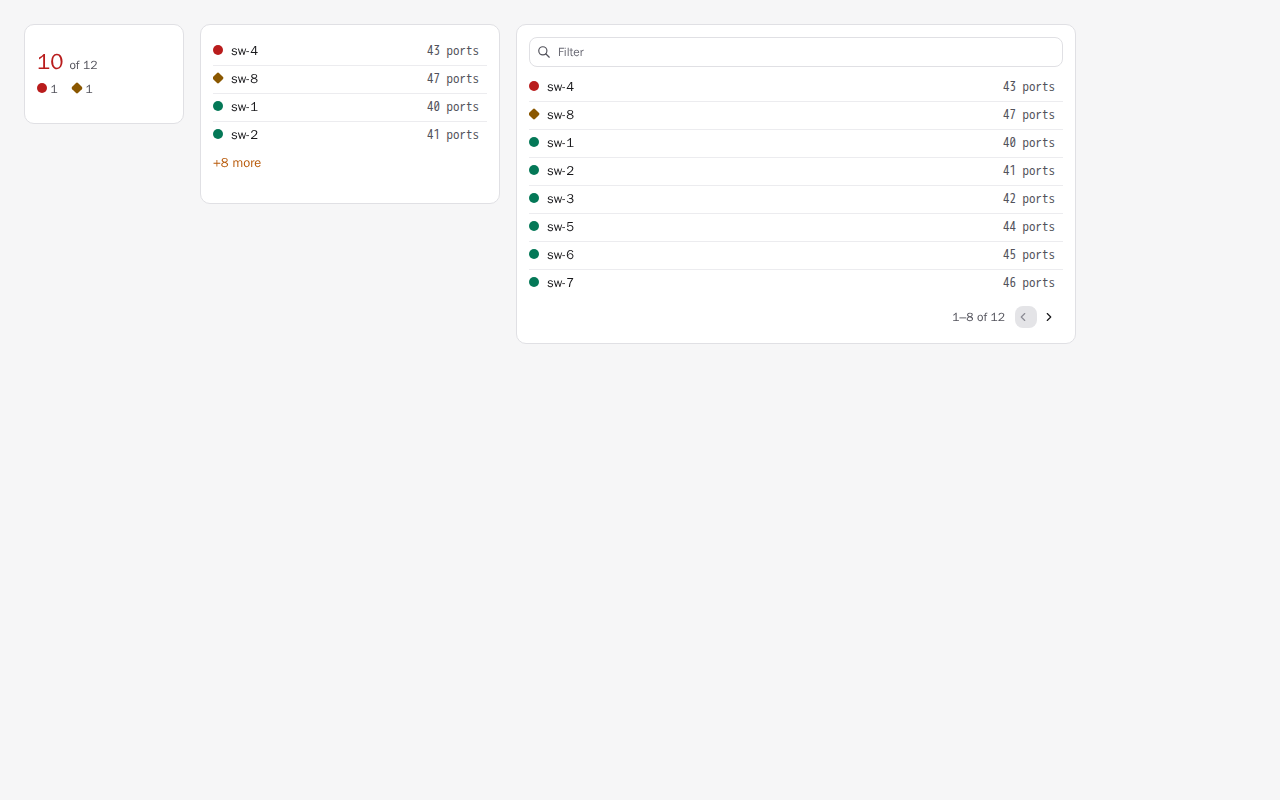 10 of 12
1 1
sw-4 43 ports
sw-8 47 ports
sw-1 40 ports
sw-2 41 ports
+8 more
Filter
sw-4 43 ports
sw-8 47 ports
sw-1 40 ports
sw-2 41 ports
sw-3 42 ports
sw-5 44 ports
sw-6 45 ports
sw-7 46 ports
1–8 of 12